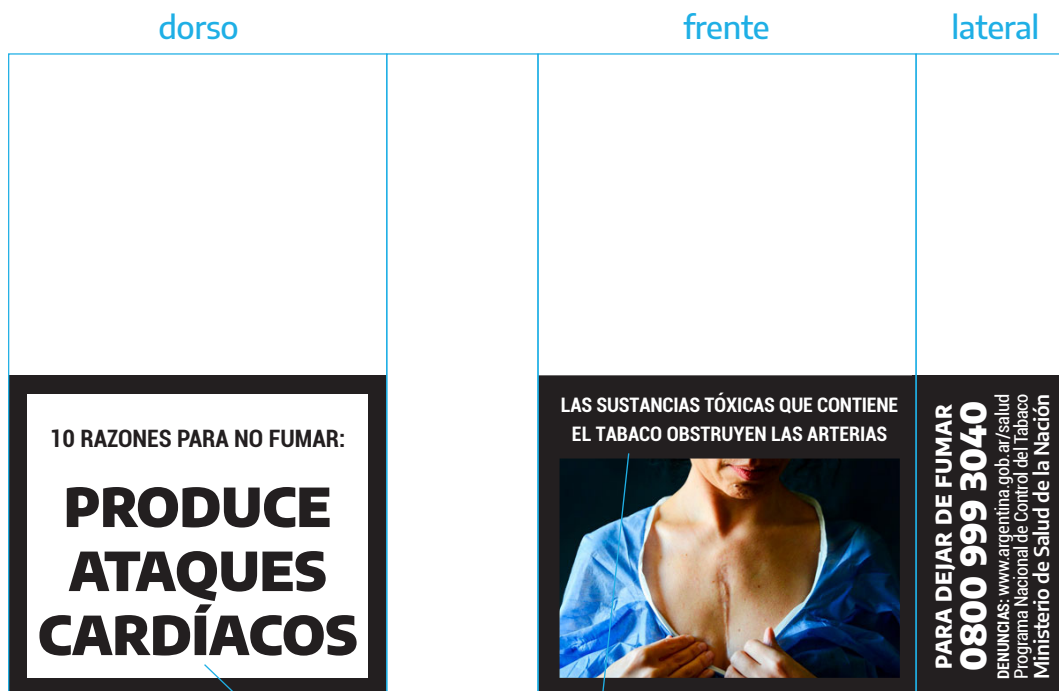 dorso
frente
lateral
10 RAZONES PARA NO FUMAR:
PRODUCE
ATAQUES
CARDÍACOS
LAS SUSTANCIAS TÓXICAS QUE CONTIENE
EL TABACO OBSTRUYEN LAS ARTERIAS
PARA DEJAR DE FUMAR
0800 999 3040
DENUNCIAS: www.argentina.gob.ar/salud
Programa Nacional de Control del Tabaco
Ministerio de Salud de la Nación